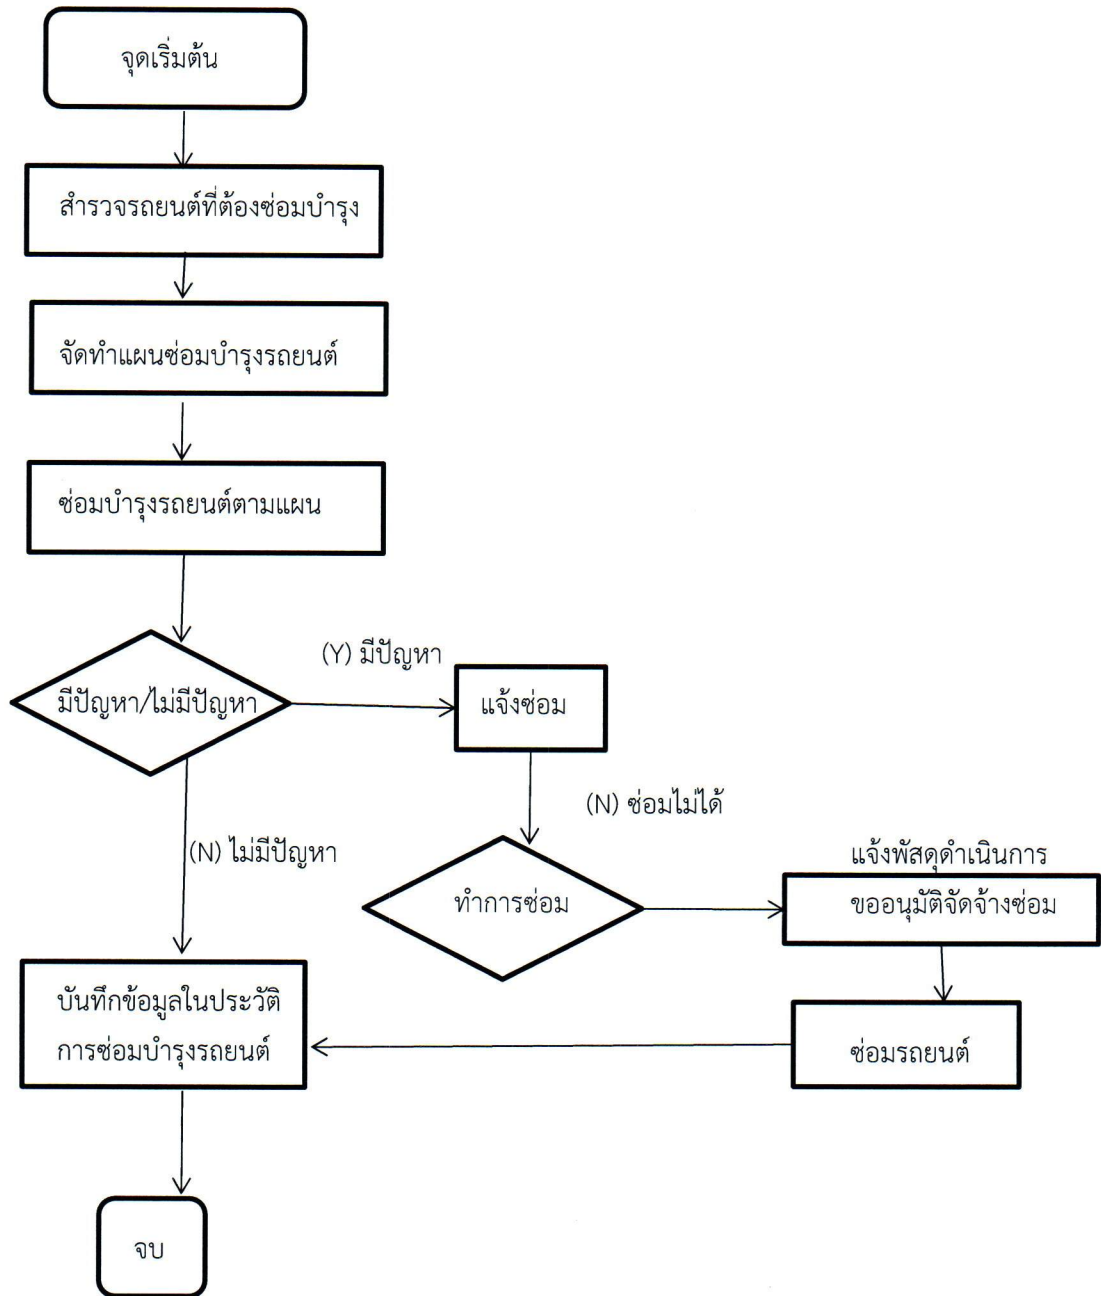 จุดเริ่มต้น
สำรวจรถยนต์ที่ต้องซ่อมบำรุง
จัดทำแผนซ่อมบำรุงรถยนต์
ซ่อมบำรุงรถยนต์ตามแผน
(Y) มีปัญหา
มีปัญหา/ไม่มีปัญหา
แจ้งซ่อม
(N) ซ่อมไม่ได้
(N) ไม่มีปัญหา
ทำการซ่อม
แจ้งพัสดุดำเนินการ
ขออนุมัติจัดจ้างซ่อม
บันทึกข้อมูลในประวัติ
การซ่อมบำรุงรถยนต์
ซ่อมรถยนต์
จบ